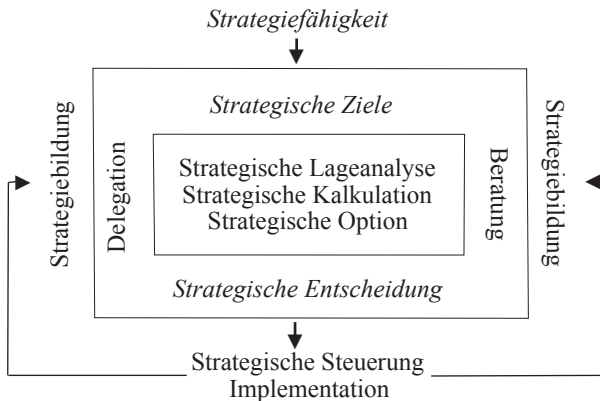 Strategiefähigkeit
Strategiebildung
Delegation
Strategische Ziele
Strategische Lageanalyse
Strategische Kalkulation
Strategische Option
Beratung
Strategiebildung
Strategische Entscheidung
Strategische Steuerung
Implementation